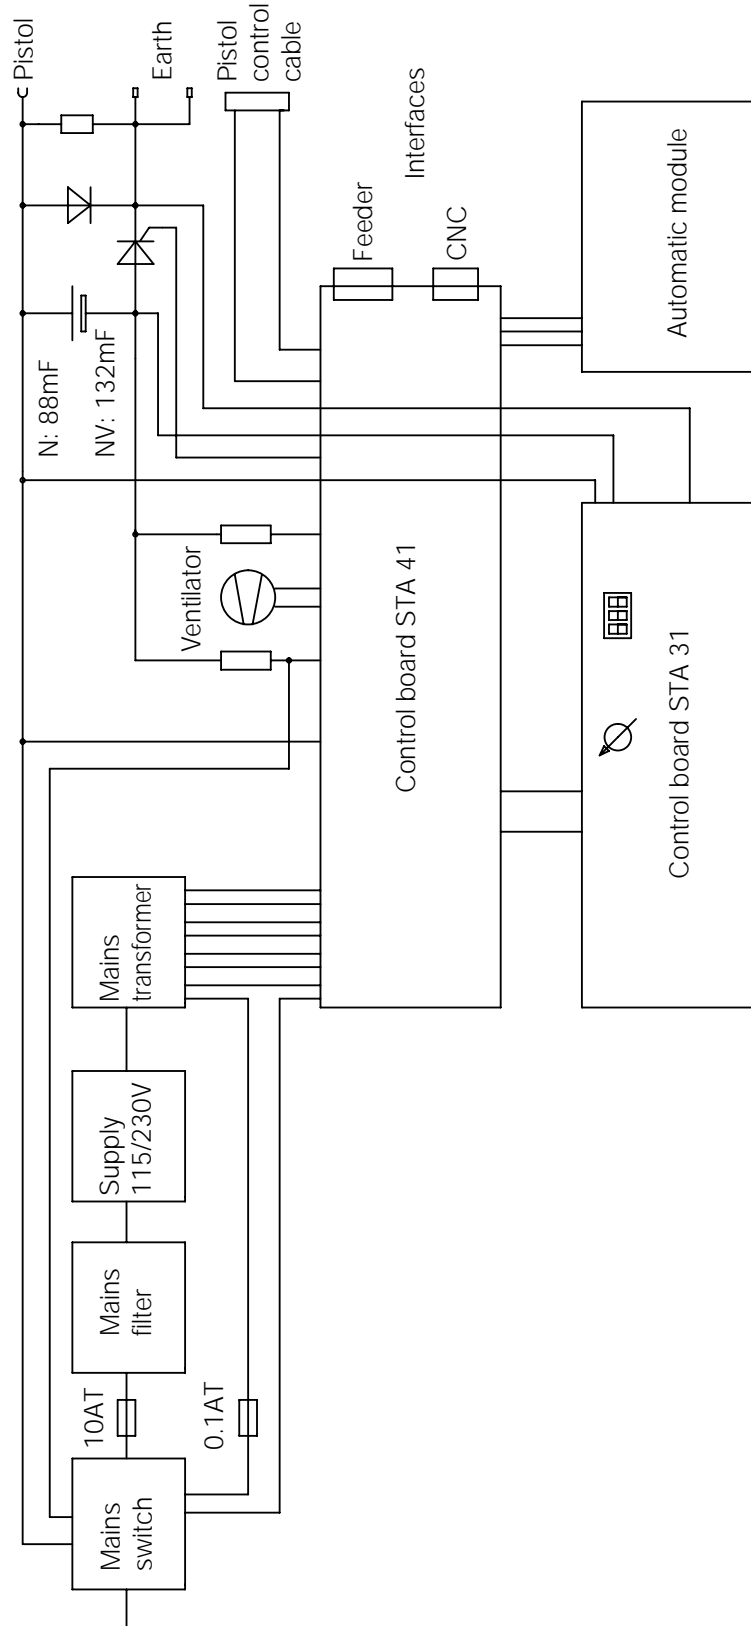 Pistol
Earth
Pistol
control
cable
Interfaces
Feeder
CNC
Automatic module
N: 88mF
NV: 132mF
Ventilator
Control board STA 41
Control board STA 31
Mains
transformer
Supply
115/230V
Mains
filter
10AT
0.1AT
Mains
switch